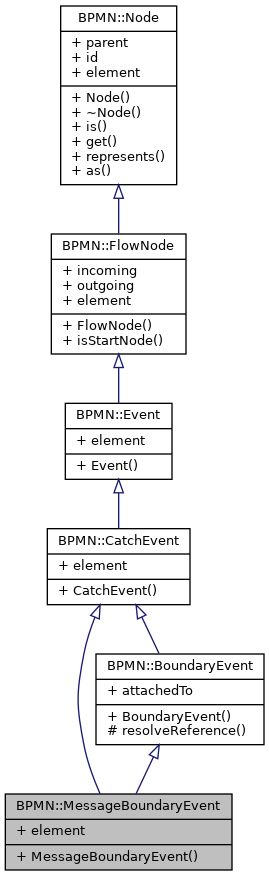 BPMN::Node
+ parent
+ id
+ element
+ Node()
+ ~Node()
+ is()
+ get()
+ represents()
+ as()
BPMN::FlowNode
+ incoming
+ outgoing
+ element
+ FlowNode()
+ isStartNode()
BPMN::Event
+ element
+ Event()
BPMN::CatchEvent
+ element
+ CatchEvent()
BPMN::BoundaryEvent
+ attachedTo
+ BoundaryEvent()
# resolveReference()
BPMN::MessageBoundaryEvent
+ element
+ MessageBoundaryEvent()